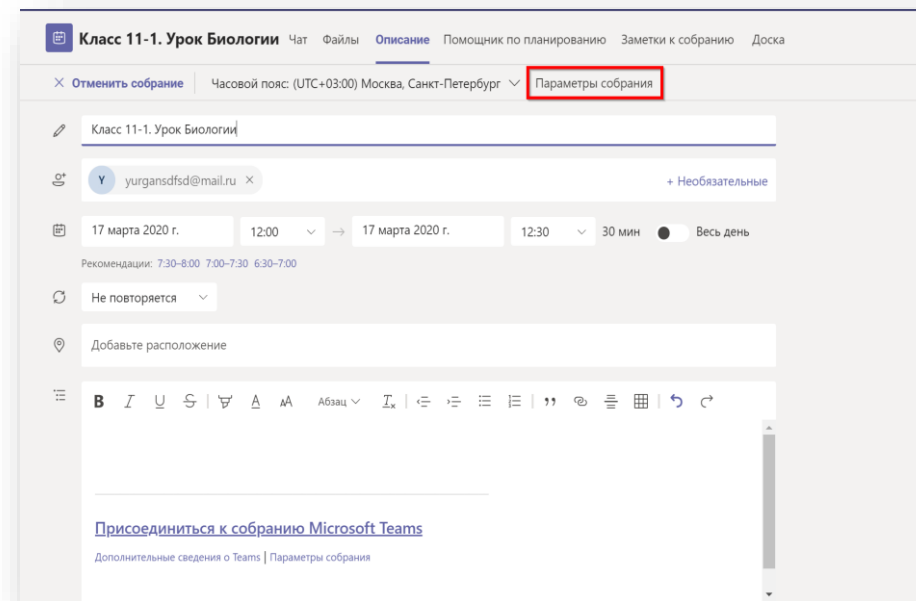 Класс 11-1. Урок Биологии Чат Файлы Описание Помощник по планированию Заметки к собранию Доска
Отменить собрание Часовой пояс: (UTC+03:00) Москва, Санкт-Петербург Параметры собрания
Класс 11-1. Урок Биологии
Y yurgansdfsd@mail.ru × + Необязательные
17 марта 2020 г. 12:00 → 17 марта 2020 г. 12:30 30 мин Весь день
Рекомендации: 7:30–8:00 7:00–7:30 6:30–7:00
Не повторяется
Добавьте расположение
Абзац
Присоединиться к собранию Microsoft Teams
Дополнительные сведения о Teams | Параметры собрания